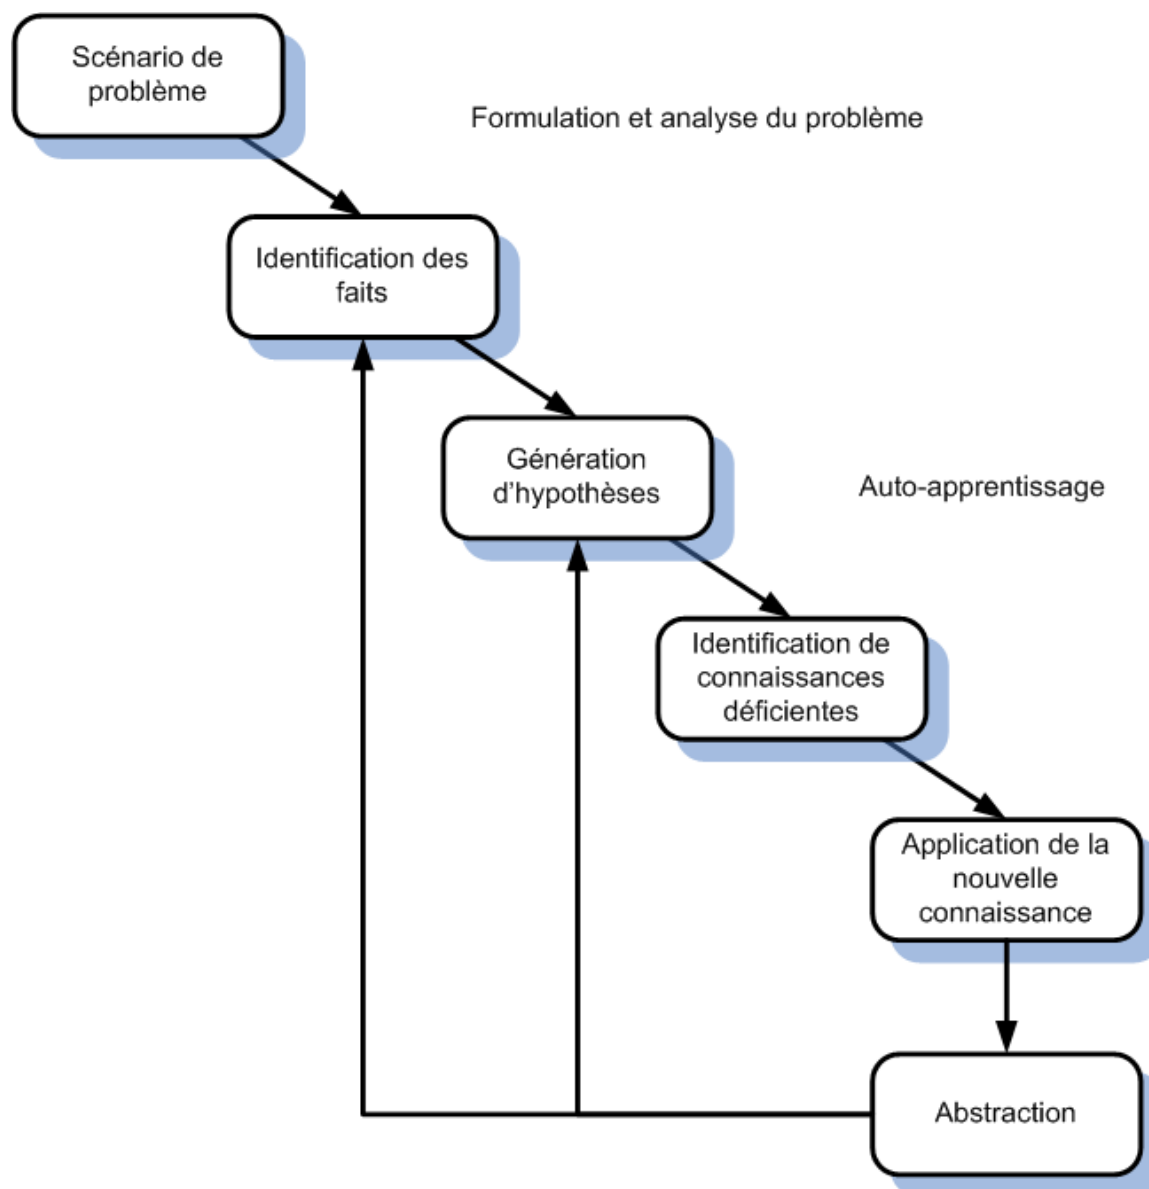 Scénario de
problème
Formulation et analyse du problème
Identification des
faits
Génération
d’hypothèses
Auto-apprentissage
Identification de
connaissances
déficientes
Application de la
nouvelle
connaissance
Abstraction